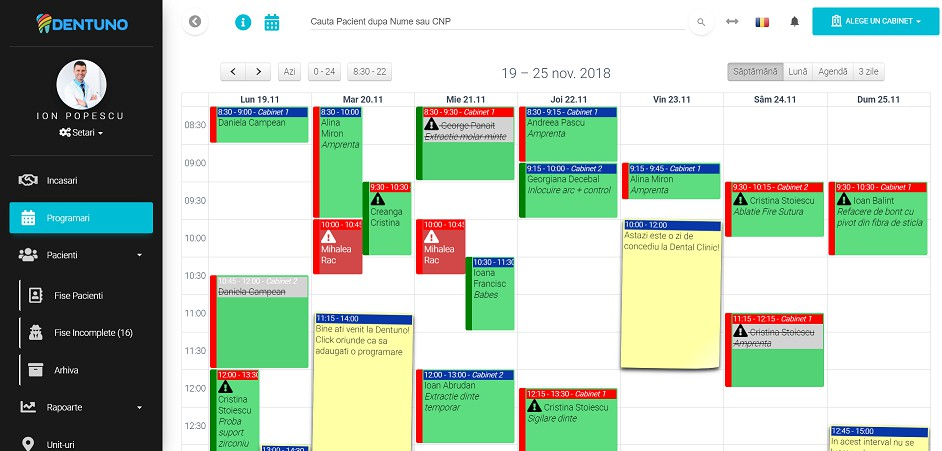 DENTUNO
Cauta Pacient dupa Nume sau CNP
ALEGE UN CABINET
ION POPESCU
Setari
Incasari
Programari
Pacienti
Fise Pacienti
Fise Incomplete (16)
Arhiva
Rapoarte
Unit-uri
Azi
0 - 24
8:30 - 22
19 – 25 nov. 2018
Săptămână
Lună
Agendă
3 zile
Lun 19.11
Mar 20.11
Mie 21.11
Joi 22.11
Vin 23.11
Sâm 24.11
Dum 25.11
08:30
09:00
09:30
10:00
10:30
11:00
11:30
12:00
12:30
8:30 - 9:00 - Cabinet 1
Daniela Campean
10:45 - 12:00 - Cabinet 2
Daniela Campean
12:00 - 13:30
Cristina
Stoiescu
Proba
suport
zirconiu
13:00 - 14:30
8:30 - 10:00
Alina
Miron
Amprenta
9:30 - 10:30
Creanga
Cristina
10:00 - 10:45
Mihalea
Rac
11:15 - 14:00
Bine ati venit la Dentuno!
Click oriunde ca sa
adaugati o programare
8:30 - 9:30 - Cabinet 1
George Panait
Extractie molar minte
10:00 - 10:45
Mihalea
Rac
10:30 - 11:30
Ioana
Francisc
Babes
12:00 - 13:00 - Cabinet 2
Ioan Abrudan
Extractie dinte
temporar
8:30 - 9:15 - Cabinet 1
Andreea Pascu
Amprenta
9:15 - 10:00 - Cabinet 2
Georgiana Decebal
Inlocuire arc + control
12:15 - 13:30 - Cabinet 1
Cristina Stoiescu
Sigilare dinte
9:15 - 9:45 - Cabinet 1
Alina Miron
Amprenta
10:00 - 12:00
Astazi este o zi de
concediu la Dental Clinic!
9:30 - 10:15 - Cabinet 2
Cristina Stoiescu
Ablatie Fire Sutura
11:15 - 12:15 - Cabinet 1
Cristina Stoiescu
Amprenta
9:30 - 10:30 - Cabinet 1
Ioan Balint
Refacere de bont cu
pivot din fibra de sticla
12:45 - 15:00
In acest interval nu se